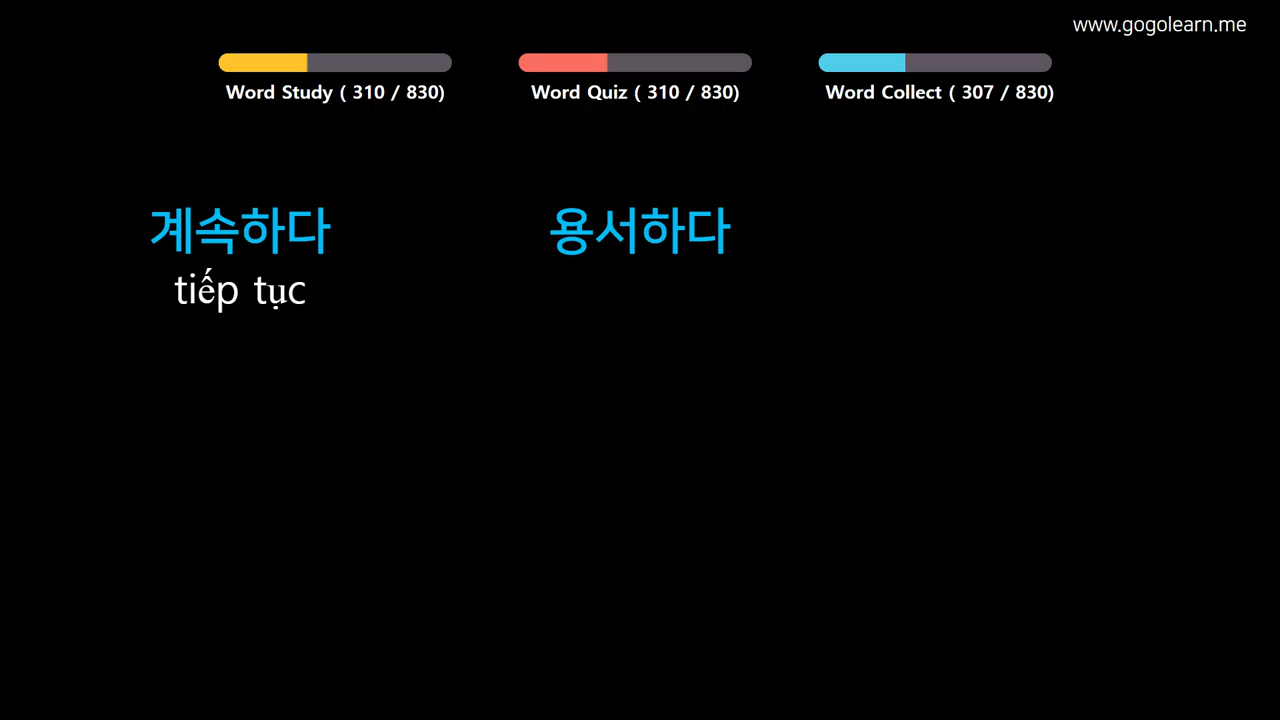 www.gogolearn.me
Word Study ( 310 / 830)
Word Quiz ( 310 / 830)
Word Collect ( 307 / 830)
계속하다
용서하다
tiếp tục